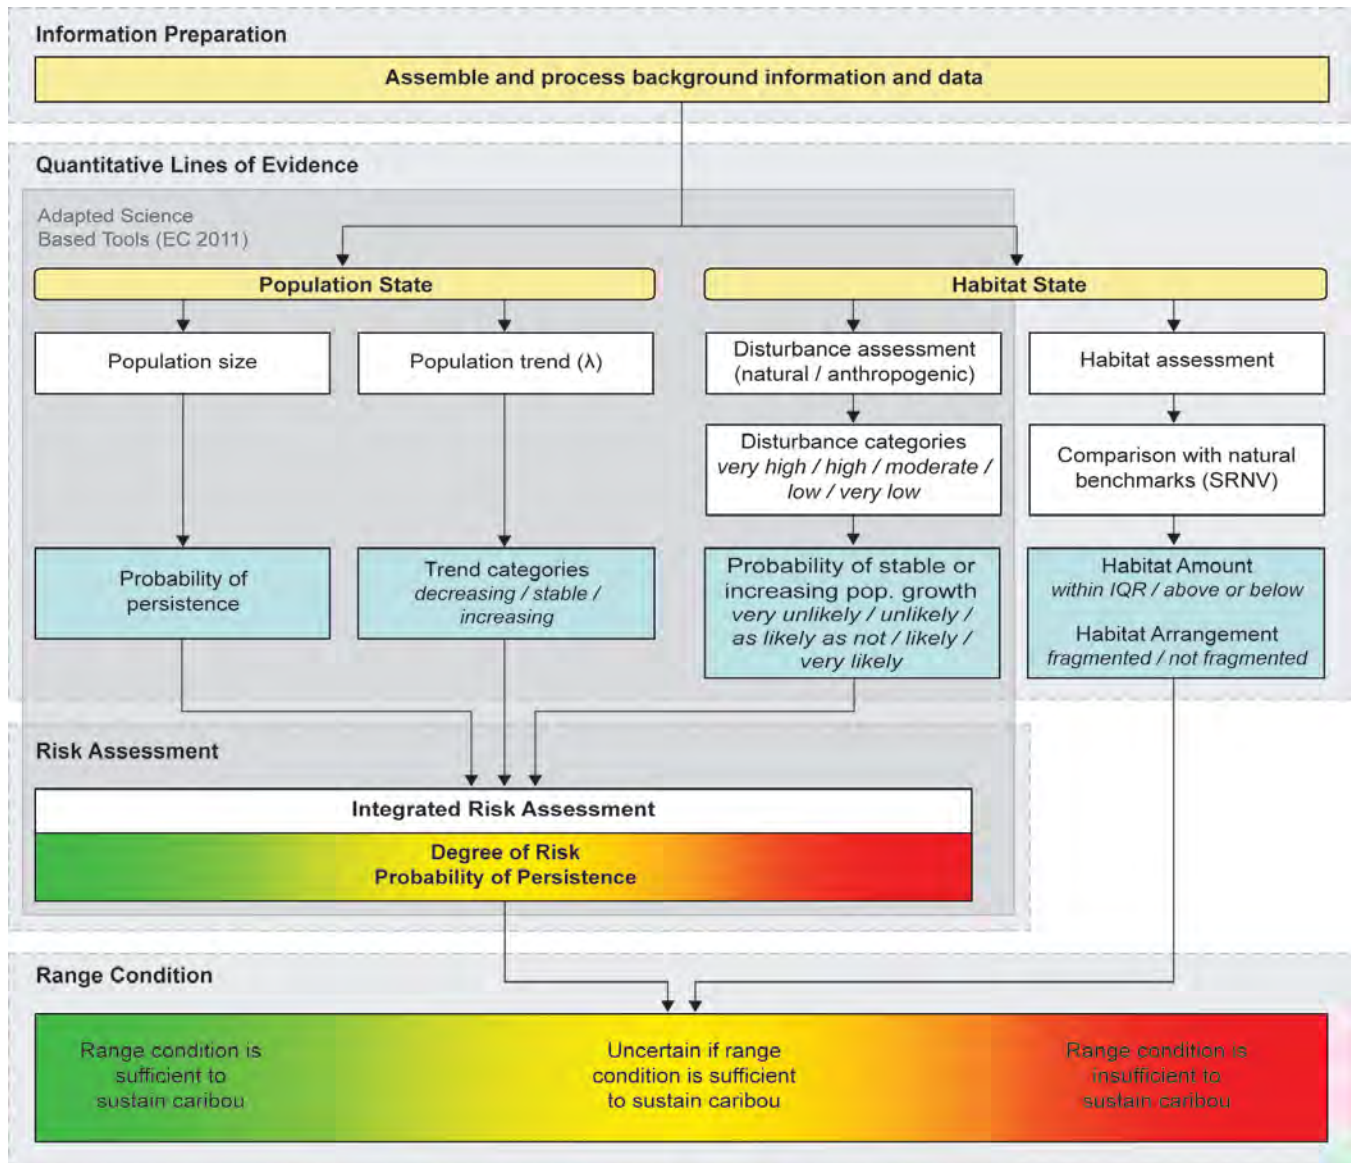 Information Preparation
Assemble and process background information and data
Quantitative Lines of Evidence
Adapted Science
Based Tools (EC 2011)
Population State
Habitat State
Population size
Population trend (λ)
Disturbance assessment
(natural / anthropogenic)
Habitat assessment
Disturbance categories
very high / high / moderate /
low / very low
Comparison with natural
benchmarks (SRNV)
Probability of
persistence
Trend categories
decreasing / stable /
increasing
Probability of stable or
increasing pop. growth
very unlikely / unlikely /
as likely as not / likely /
very likely
Habitat Amount
within IQR / above or below
Habitat Arrangement
fragmented / not fragmented
Risk Assessment
Integrated Risk Assessment
Degree of Risk
Probability of Persistence
Range Condition
Range condition is
sufficient to
sustain caribou
Uncertain if range
condition is sufficient
to sustain caribou
Range condition is
insufficient to
sustain caribou